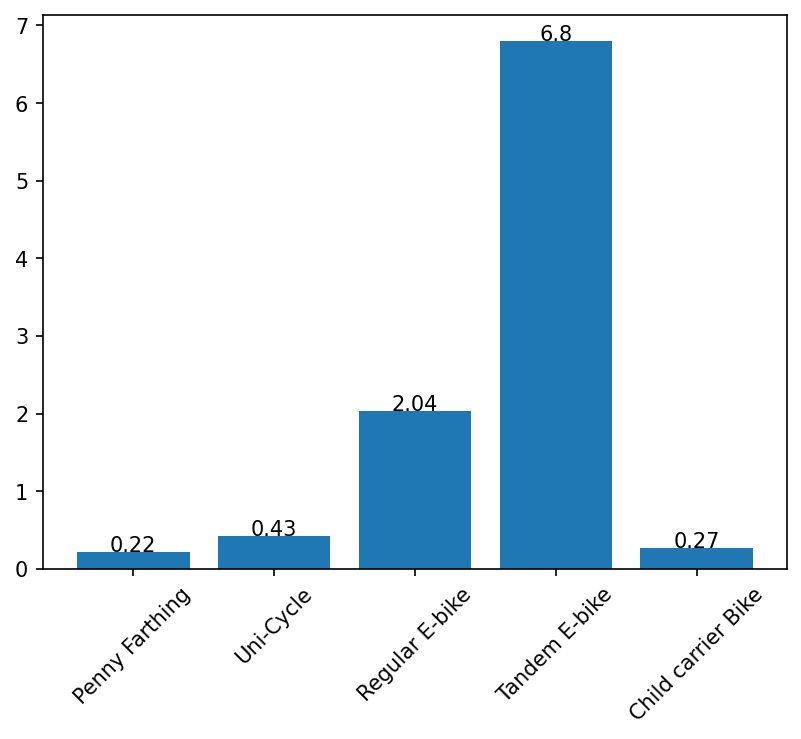 7
6.8
6
5
4
3
2.04
2
1
0.43
0.22
0.27
0
Penny Farthing
Uni-Cycle
Regular E-bike
Tandem E-bike
Child carrier Bike